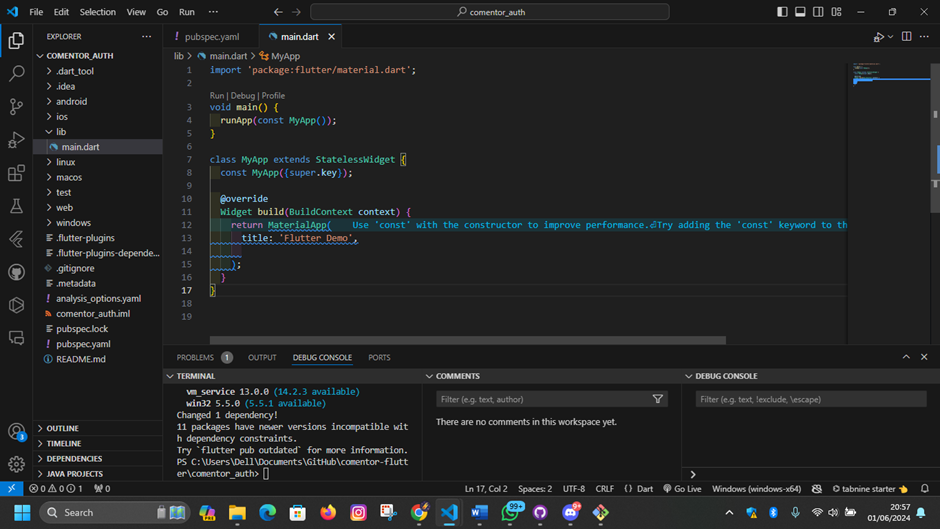 File Edit Selection View Go Run ···
comentor_auth
EXPLORER ···
COMENTOR_AUTH
.dart_tool
.idea
android
ios
lib
main.dart
linux
macos
test
web
windows
.flutter-plugins
.flutter-plugins-depende...
.gitignore
.metadata
analysis_options.yaml
comentor_auth.iml
pubspec.lock
pubspec.yaml
README.md
OUTLINE
TIMELINE
DEPENDENCIES
JAVA PROJECTS
3
pubspec.yaml
main.dart
lib > main.dart > MyApp
1 import 'package:flutter/material.dart';
2
Run | Debug | Profile
3 void main() {
4 runApp(const MyApp());
5 }
6
7 class MyApp extends StatelessWidget {
8 const MyApp({super.key});
9
10 @override
11 Widget build(BuildContext context) {
12 return MaterialApp( Use 'const' with the constructor to improve performance. Try adding the 'const' keyword to th
13 title: 'Flutter Demo',
14
15 );
16 }
17 }
18
19
PROBLEMS 1 OUTPUT DEBUG CONSOLE PORTS
TERMINAL
vm_service 13.0.0 (14.2.3 available)
win32 5.5.0 (5.5.1 available)
Changed 1 dependency!
11 packages have newer versions incompatible wit
h dependency constraints.
Try `flutter pub outdated` for more information.
PS C:\Users\Dell\Documents\GitHub\comentor-flutt
er\comentor_auth>
COMMENTS
Filter (e.g. text, author)
There are no comments in this workspace yet.
DEBUG CONSOLE
Filter (e.g. text, !exclude, \escape)
0 0 1 0
Ln 17, Col 2 Spaces: 2 UTF-8 CRLF {} Dart Go Live Windows (windows-x64) tabnine starter
Search
99+
20:57
01/06/2024